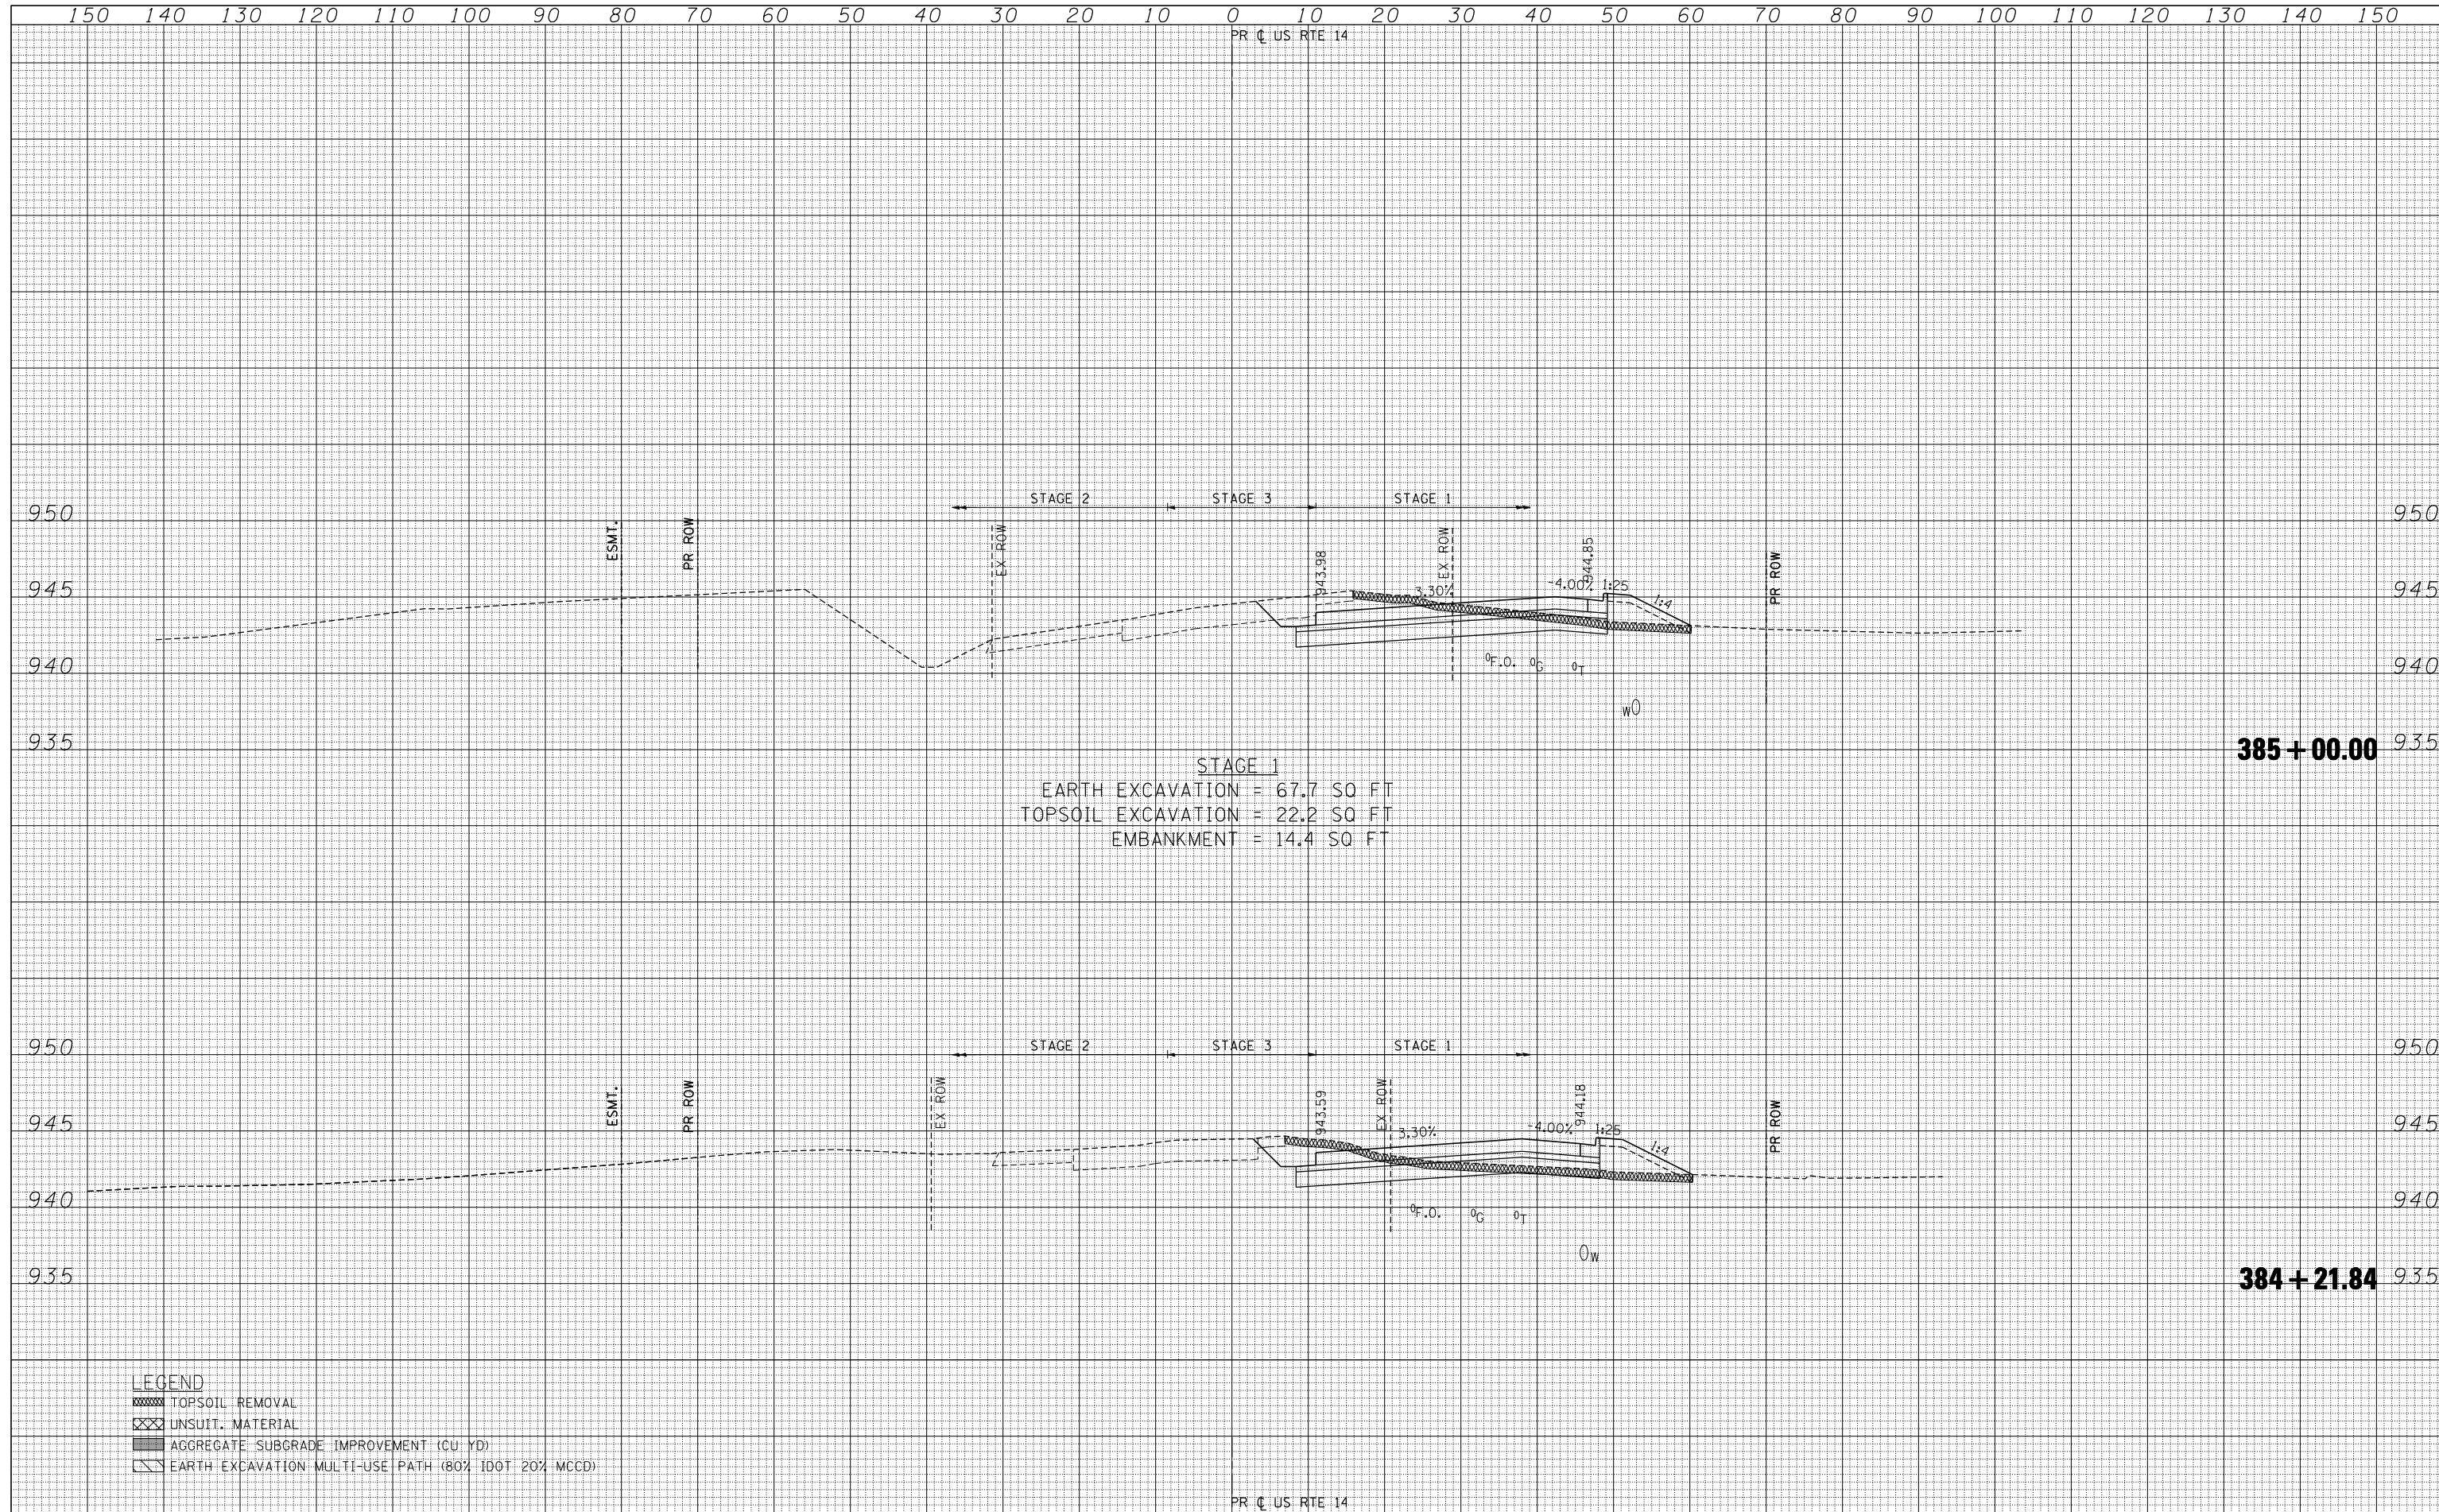 150 140 130 120 110 100 90 80 70 60 50 40 30 20 10 0 10 20 30 40 50 60 70 80 90 100 110 120 130 140 150
PR ℄ US RTE 14
STAGE 2 STAGE 3 STAGE 1
950 950
ESMT.
PR ROW
EX ROW
943.98
EX ROW
944.85
PR ROW
945 945
3.30% -4.00% 1:25 1:4
940 940
F.O. G T
W
935 385+00.00 935
STAGE 1
EARTH EXCAVATION = 67.7 SQ FT
TOPSOIL EXCAVATION = 22.2 SQ FT
EMBANKMENT = 14.4 SQ FT
STAGE 2 STAGE 3 STAGE 1
950 950
ESMT.
PR ROW
EX ROW
943.59
EX ROW
944.18
PR ROW
945 945
3.30% -4.00% 1:25 1:4
940 940
F.O. G T
W
935 384+21.84 935
LEGEND
TOPSOIL REMOVAL
UNSUIT. MATERIAL
AGGREGATE SUBGRADE IMPROVEMENT (CU YD)
EARTH EXCAVATION MULTI-USE PATH (80% IDOT 20% MCCD)
PR ℄ US RTE 14